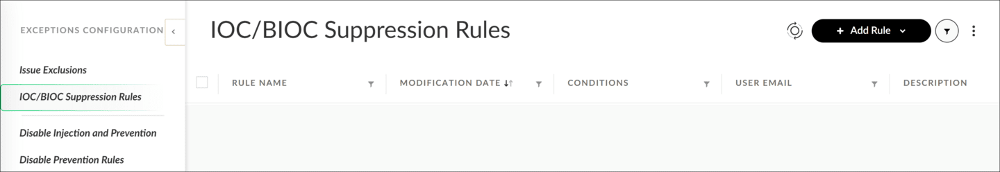 EXCEPTIONS CONFIGURATION
Issue Exclusions
IOC/BIOC Suppression Rules
Disable Injection and Prevention
Disable Prevention Rules
IOC/BIOC Suppression Rules
+ Add Rule
RULE NAME MODIFICATION DATE CONDITIONS USER EMAIL DESCRIPTION